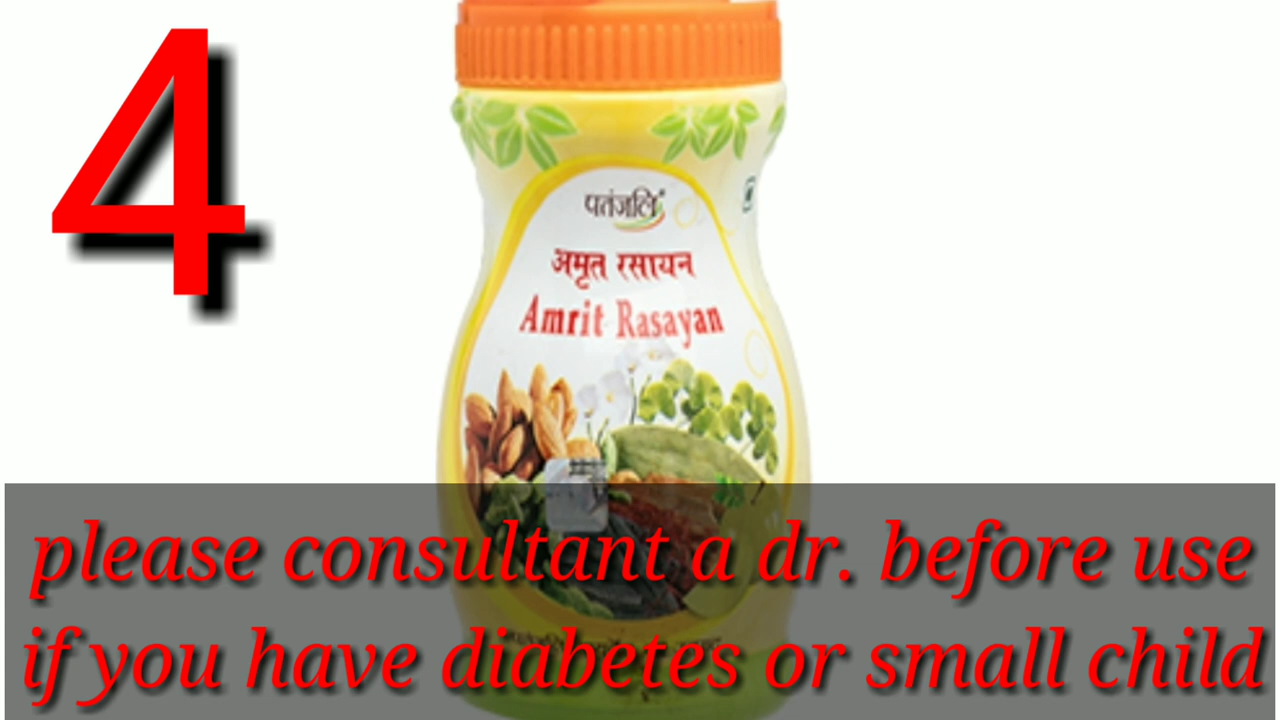 4
पतंजलि
अमृत रसायन
Amrit Rasayan
please consultant a dr. before use
if you have diabetes or small child